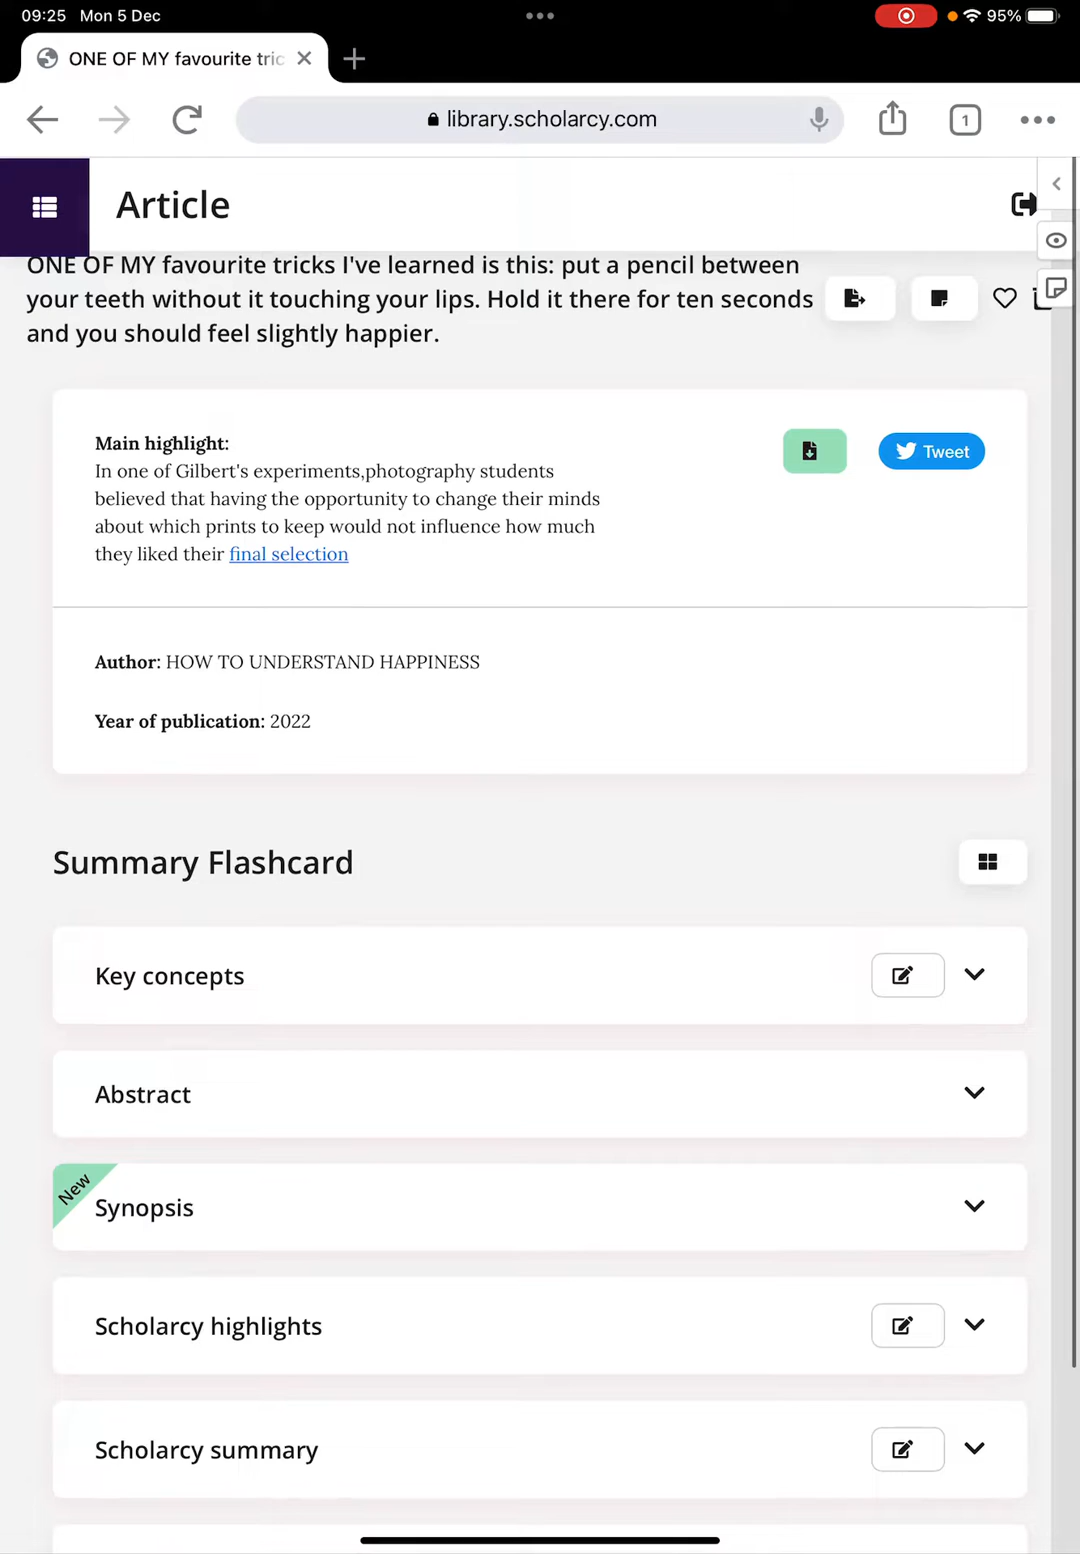 09:25 Mon 5 Dec
95%
ONE OF MY favourite tric
library.scholarcy.com
1
Article
ONE OF MY favourite tricks I've learned is this: put a pencil between
your teeth without it touching your lips. Hold it there for ten seconds
and you should feel slightly happier.
Main highlight:
In one of Gilbert's experiments,photography students
believed that having the opportunity to change their minds
about which prints to keep would not influence how much
they liked their final selection
Tweet
Author: HOW TO UNDERSTAND HAPPINESS
Year of publication: 2022
Summary Flashcard
Key concepts
Abstract
New
Synopsis
Scholarcy highlights
Scholarcy summary